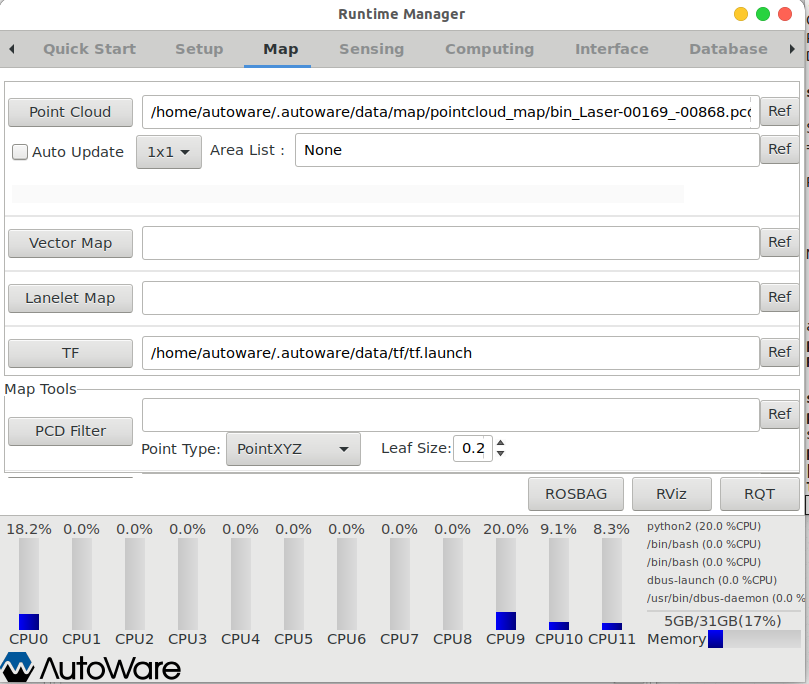 Runtime Manager
Quick Start Setup Map Sensing Computing Interface Database
Point Cloud /home/autoware/.autoware/data/map/pointcloud_map/bin_Laser-00169_-00868.pcd Ref
Auto Update 1x1 Area List : None Ref
Vector Map Ref
Lanelet Map Ref
TF /home/autoware/.autoware/data/tf/tf.launch Ref
Map Tools
PCD Filter Ref
Point Type: PointXYZ Leaf Size: 0.2
ROSBAG RViz RQT
18.2% 0.0% 0.0% 0.0% 0.0% 0.0% 0.0% 0.0% 0.0% 20.0% 9.1% 8.3%
CPU0 CPU1 CPU2 CPU3 CPU4 CPU5 CPU6 CPU7 CPU8 CPU9 CPU10 CPU11
python2 (20.0 %CPU)
/bin/bash (0.0 %CPU)
/bin/bash (0.0 %CPU)
dbus-launch (0.0 %CPU)
/usr/bin/dbus-daemon (0.0 %
5GB/31GB(17%)
Memory
AutoWare